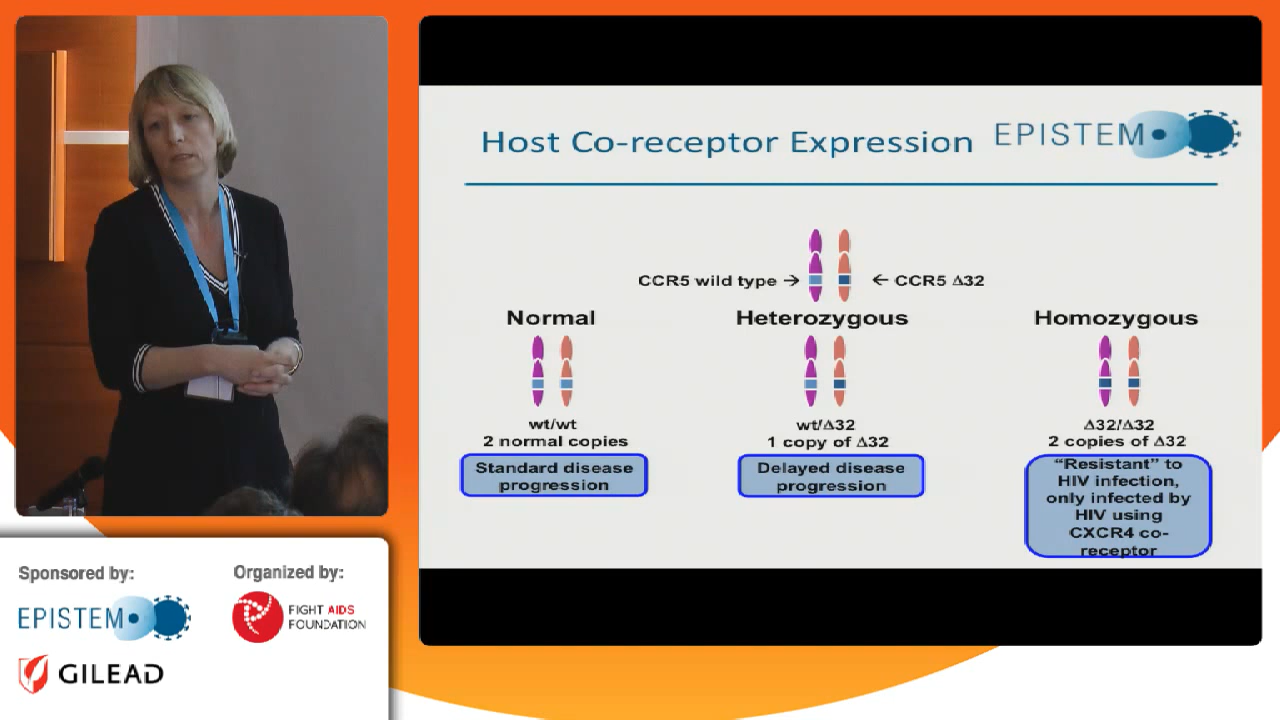 Host Co-receptor Expression
EPISTEM
CCR5 wild type →
← CCR5 Δ32
Normal
Heterozygous
Homozygous
wt/wt
2 normal copies
wt/Δ32
1 copy of Δ32
Δ32/Δ32
2 copies of Δ32
Standard disease
progression
Delayed disease
progression
"Resistant" to
HIV infection,
only infected by
HIV using
CXCR4 co-
receptor
Sponsored by:
EPISTEM
GILEAD
Organized by:
FIGHT AIDS
FOUNDATION